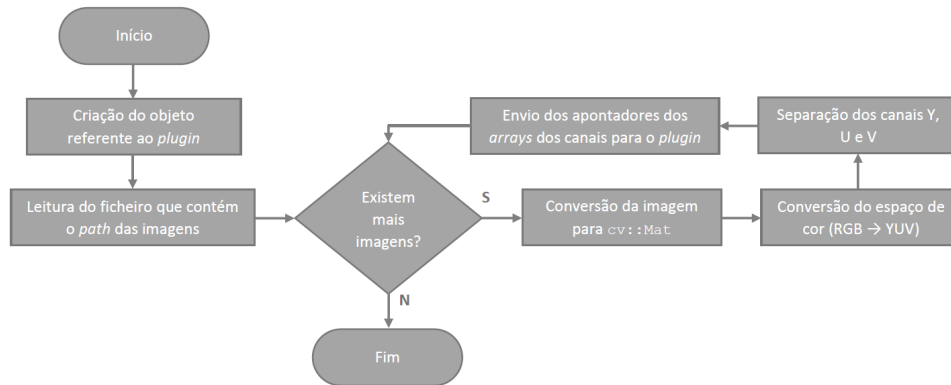 Início
Criação do objeto
referente ao plugin
Leitura do ficheiro que contém
o path das imagens
Existem
mais
imagens?
S
Conversão da imagem
para cv::Mat
Conversão do espaço de
cor (RGB → YUV)
Separação dos canais Y,
U e V
Envio dos apontadores dos
arrays dos canais para o plugin
N
Fim